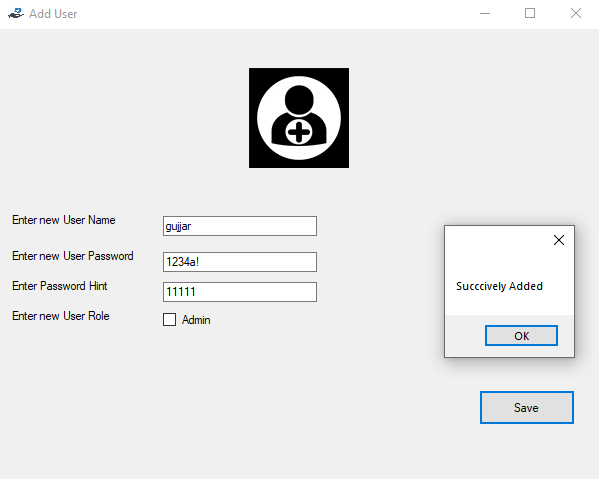 Add User
Enter new User Name
gujjar
Enter new User Password
1234a!
Enter Password Hint
11111
Enter new User Role
Admin
Succcively Added
OK
Save